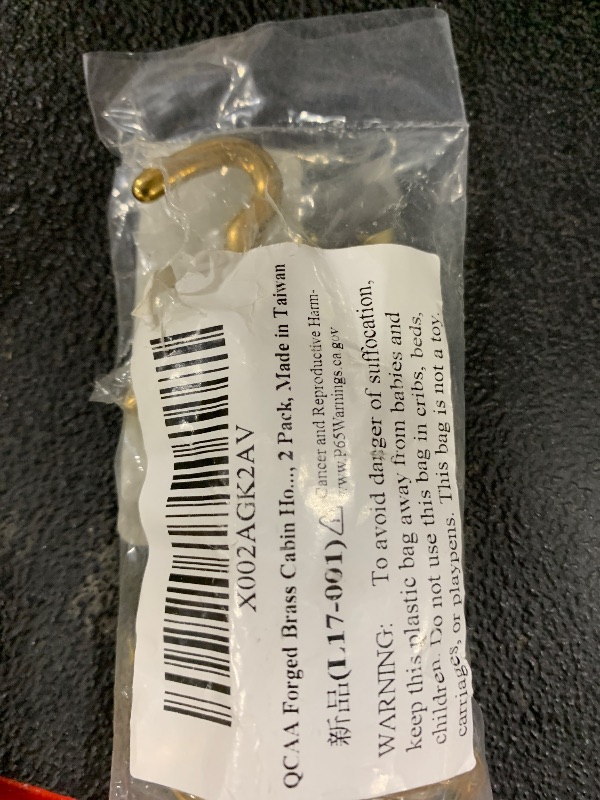 X002AGK2AV
QCAA Forged Brass Cabin Ho..., 2 Pack, Made in Taiwan
新品(L17-001)⚠ Cancer and Reproductive Harm-
www.P65Warnings.ca.gov
WARNING: To avoid danger of suffocation,
keep this plastic bag away from babies and
children. Do not use this bag in cribs, beds,
carriages, or playpens. This bag is not a toy.